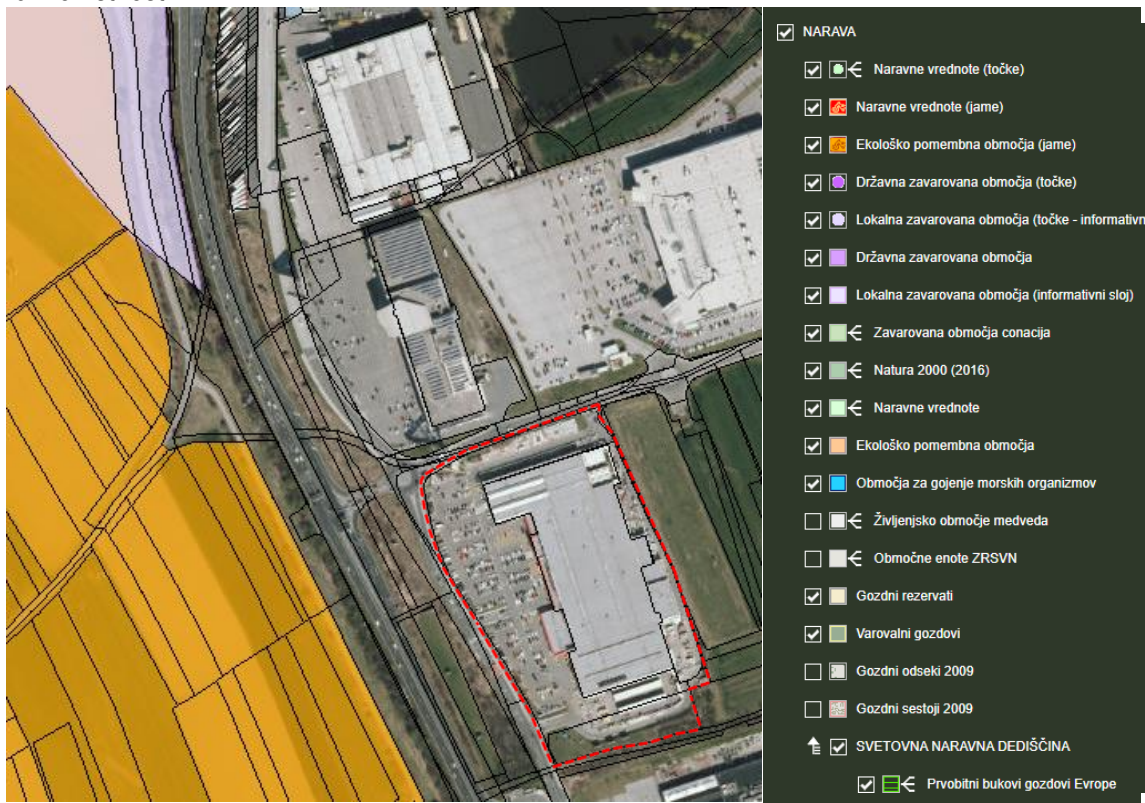 NARAVA
Naravne vrednote (točke)
Naravne vrednote (jame)
Ekološko pomembna območja (jame)
Državna zavarovana območja (točke)
Lokalna zavarovana območja (točke - informativn
Državna zavarovana območja
Lokalna zavarovana območja (informativni sloj)
Zavarovana območja conacija
Natura 2000 (2016)
Naravne vrednote
Ekološko pomembna območja
Območja za gojenje morskih organizmov
Življenjsko območje medveda
Območne enote ZRSVN
Gozdni rezervati
Varovalni gozdovi
Gozdni odseki 2009
Gozdni sestoji 2009
SVETOVNA NARAVNA DEDIŠČINA
Prvobitni bukovi gozdovi Evrope